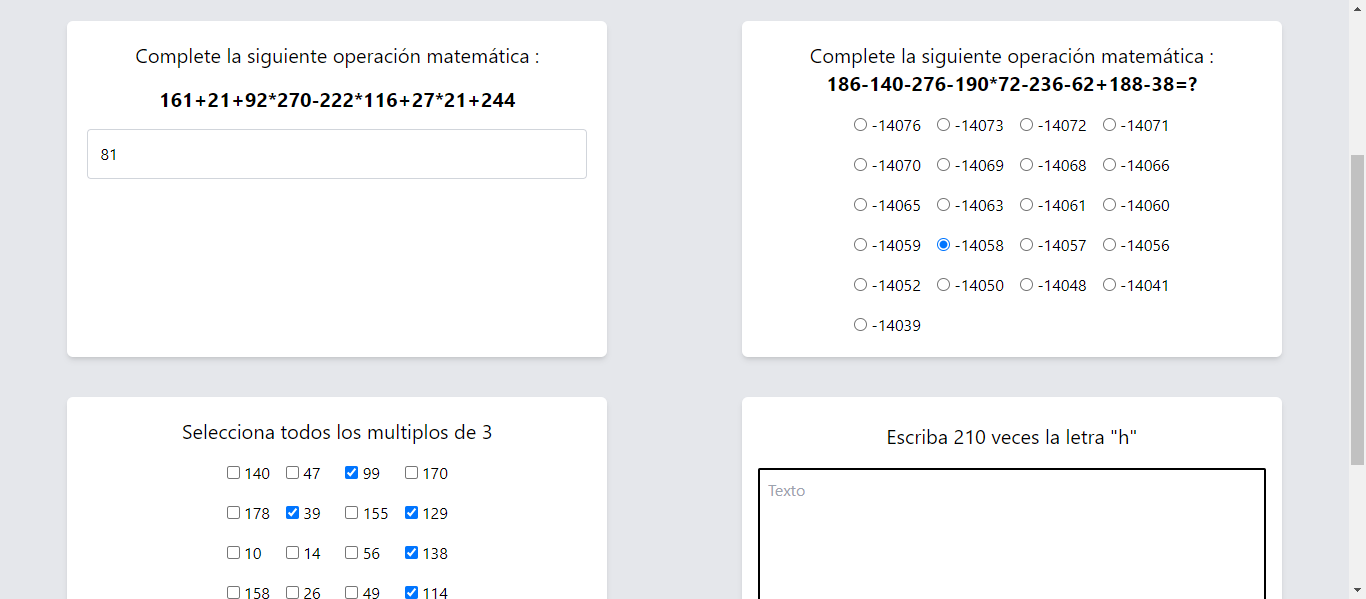 Complete la siguiente operación matemática :
161+21+92*270-222*116+27*21+244
81
Complete la siguiente operación matemática :
186-140-276-190*72-236-62+188-38=?
-14076 -14073 -14072 -14071
-14070 -14069 -14068 -14066
-14065 -14063 -14061 -14060
-14059 -14058 -14057 -14056
-14052 -14050 -14048 -14041
-14039
Selecciona todos los multiplos de 3
140 47 99 170
178 39 155 129
10 14 56 138
158 26 49 114
Escriba 210 veces la letra "h"
Texto